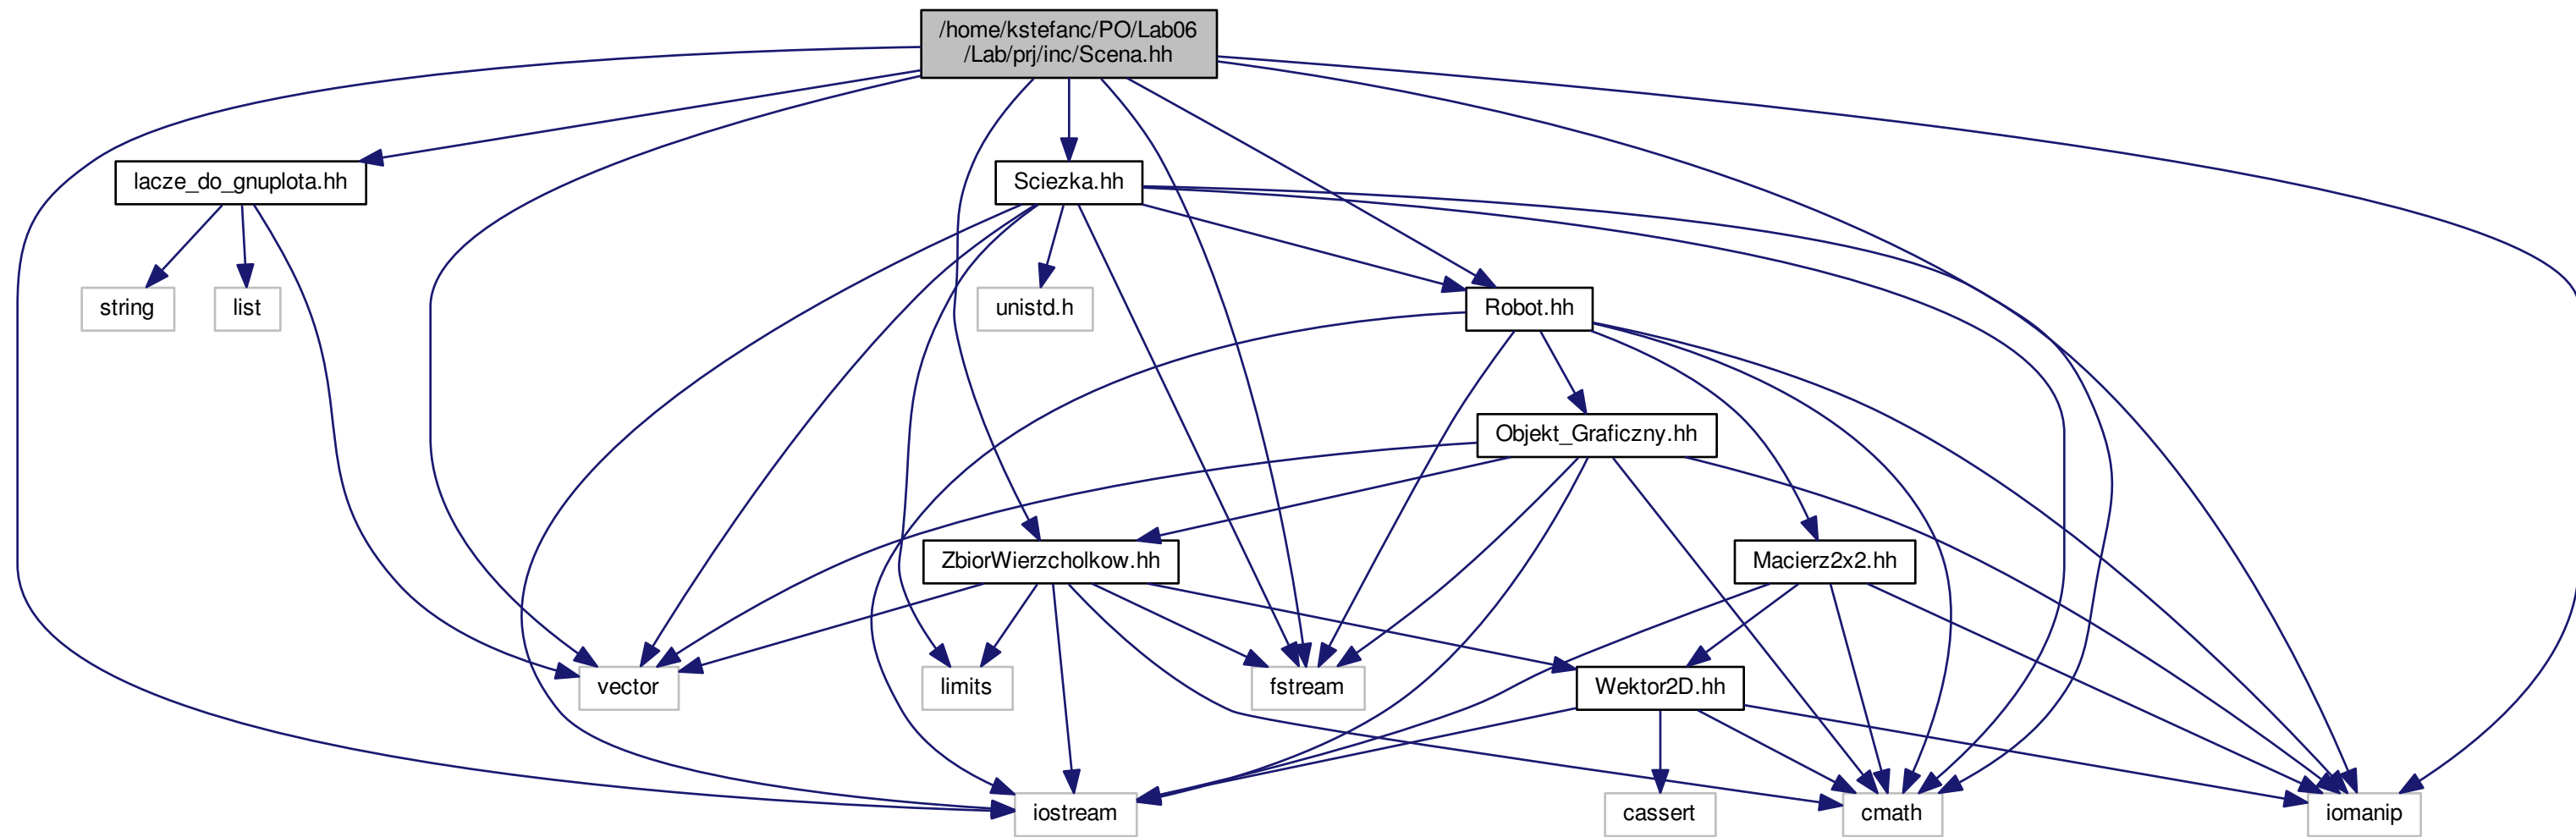 /home/kstefanc/PO/Lab06
/Lab/prj/inc/Scena.hh
lacze_do_gnuplota.hh
Sciezka.hh
string
list
unistd.h
Robot.hh
Objekt_Graficzny.hh
ZbiorWierzcholkow.hh
Macierz2x2.hh
vector
limits
fstream
Wektor2D.hh
iostream
cassert
cmath
iomanip